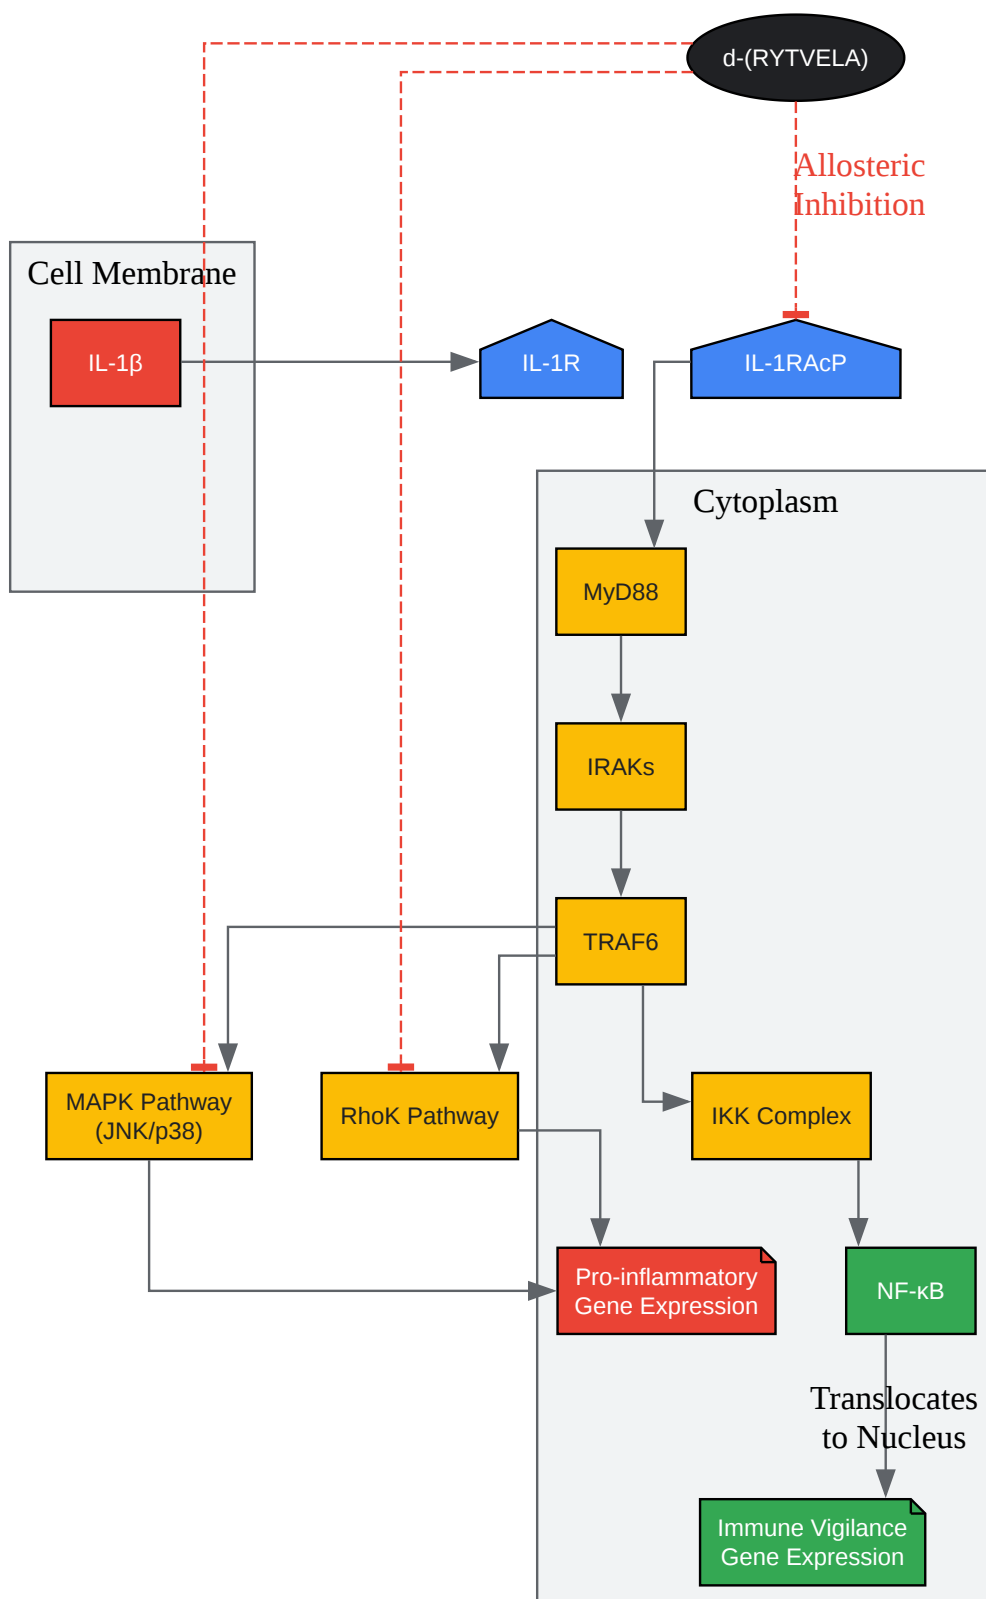 d-(RYTVELA)
Allosteric
Inhibition
Cell Membrane
IL-1β
IL-1R
IL-1RAcP
Cytoplasm
MyD88
IRAKs
TRAF6
MAPK Pathway
(JNK/p38)
RhoK Pathway
IKK Complex
Pro-inflammatory
Gene Expression
NF-κB
Translocates
to Nucleus
Immune Vigilance
Gene Expression